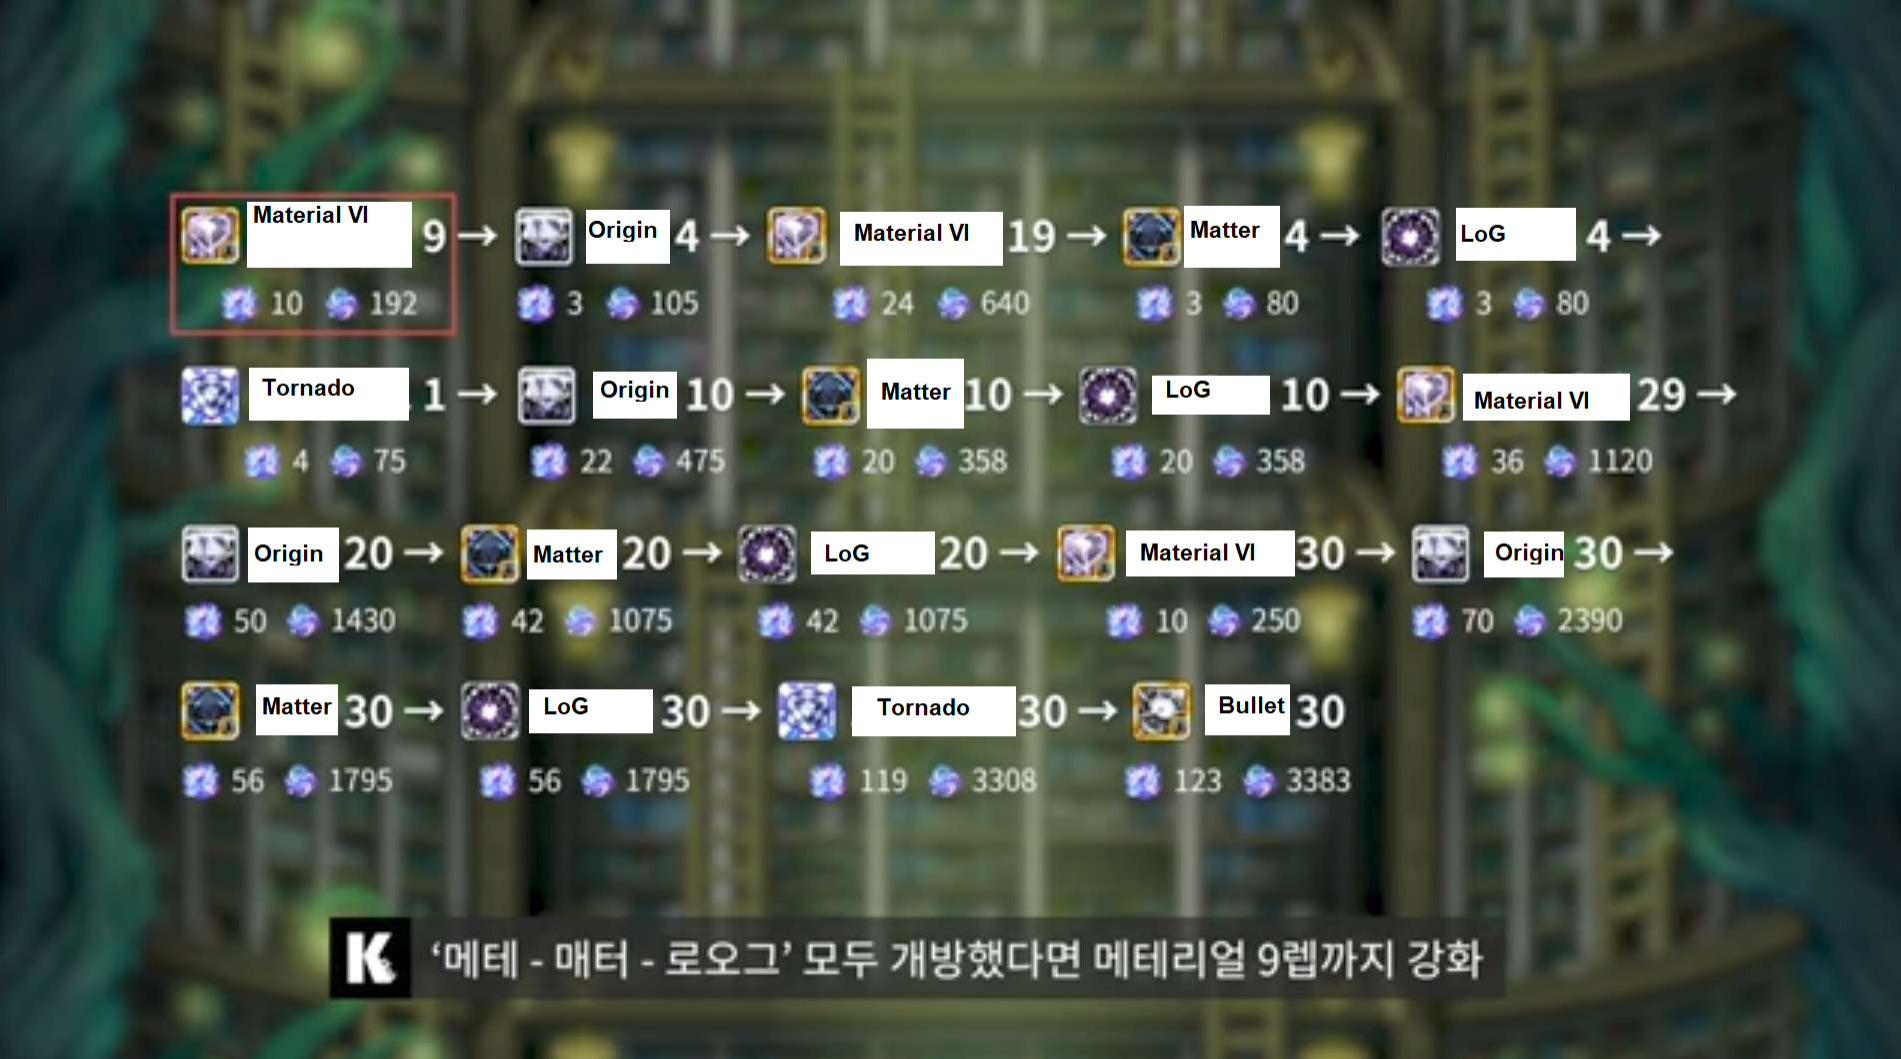 Material VI 9 → Origin 4 → Material VI 19 → Matter 4 → LoG 4 →
10 192 3 105 24 640 3 80 3 80
Tornado 1 → Origin 10 → Matter 10 → LoG 10 → Material VI 29 →
4 75 22 475 20 358 20 358 36 1120
Origin 20 → Matter 20 → LoG 20 → Material VI 30 → Origin 30 →
50 1430 42 1075 42 1075 10 250 70 2390
Matter 30 → LoG 30 → Tornado 30 → Bullet 30
56 1795 56 1795 119 3308 123 3383
K ‘메테 - 매터 - 로오그’ 모두 개방했다면 메테리얼 9렙까지 강화